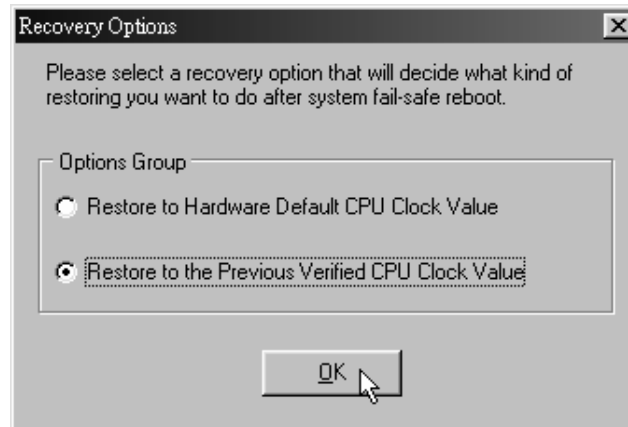 Recovery Options
Please select a recovery option that will decide what kind of
restoring you want to do after system fail-safe reboot.
Options Group
Restore to Hardware Default CPU Clock Value
Restore to the Previous Verified CPU Clock Value
OK